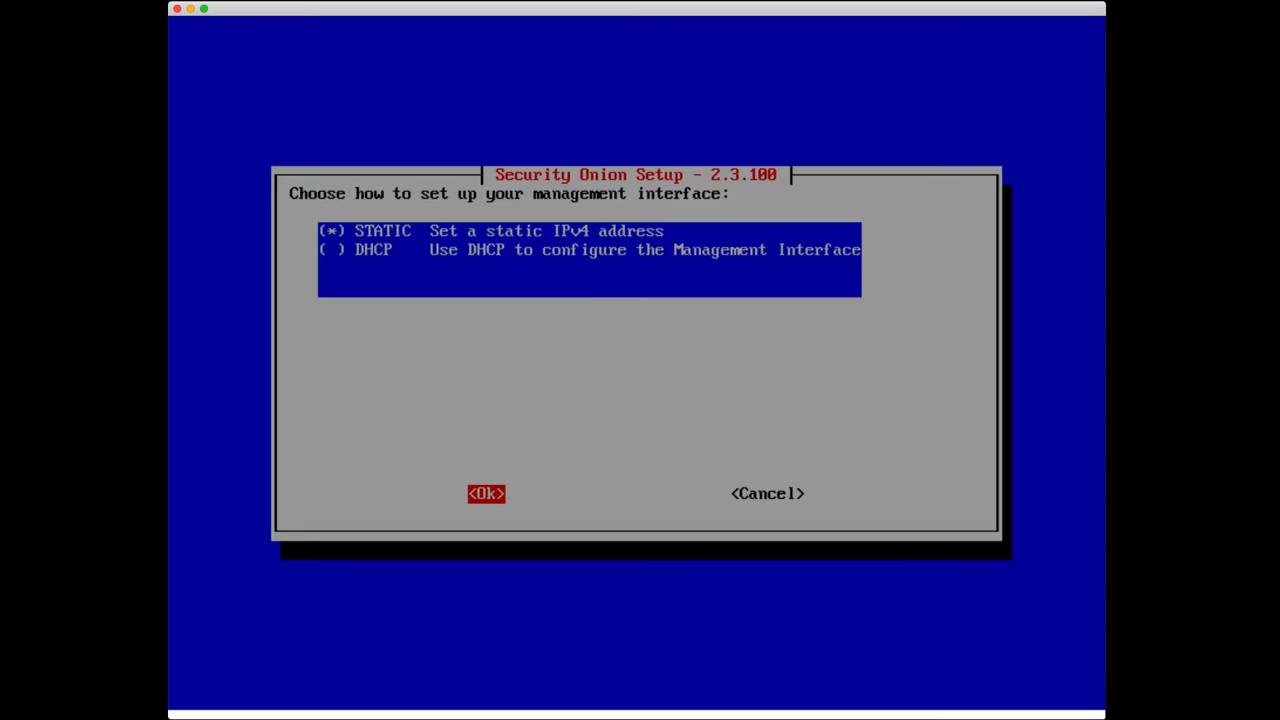 Security Onion Setup - 2.3.100
Choose how to set up your management interface:
(*) STATIC  Set a static IPv4 address
( ) DHCP    Use DHCP to configure the Management Interface
<Ok>
<Cancel>